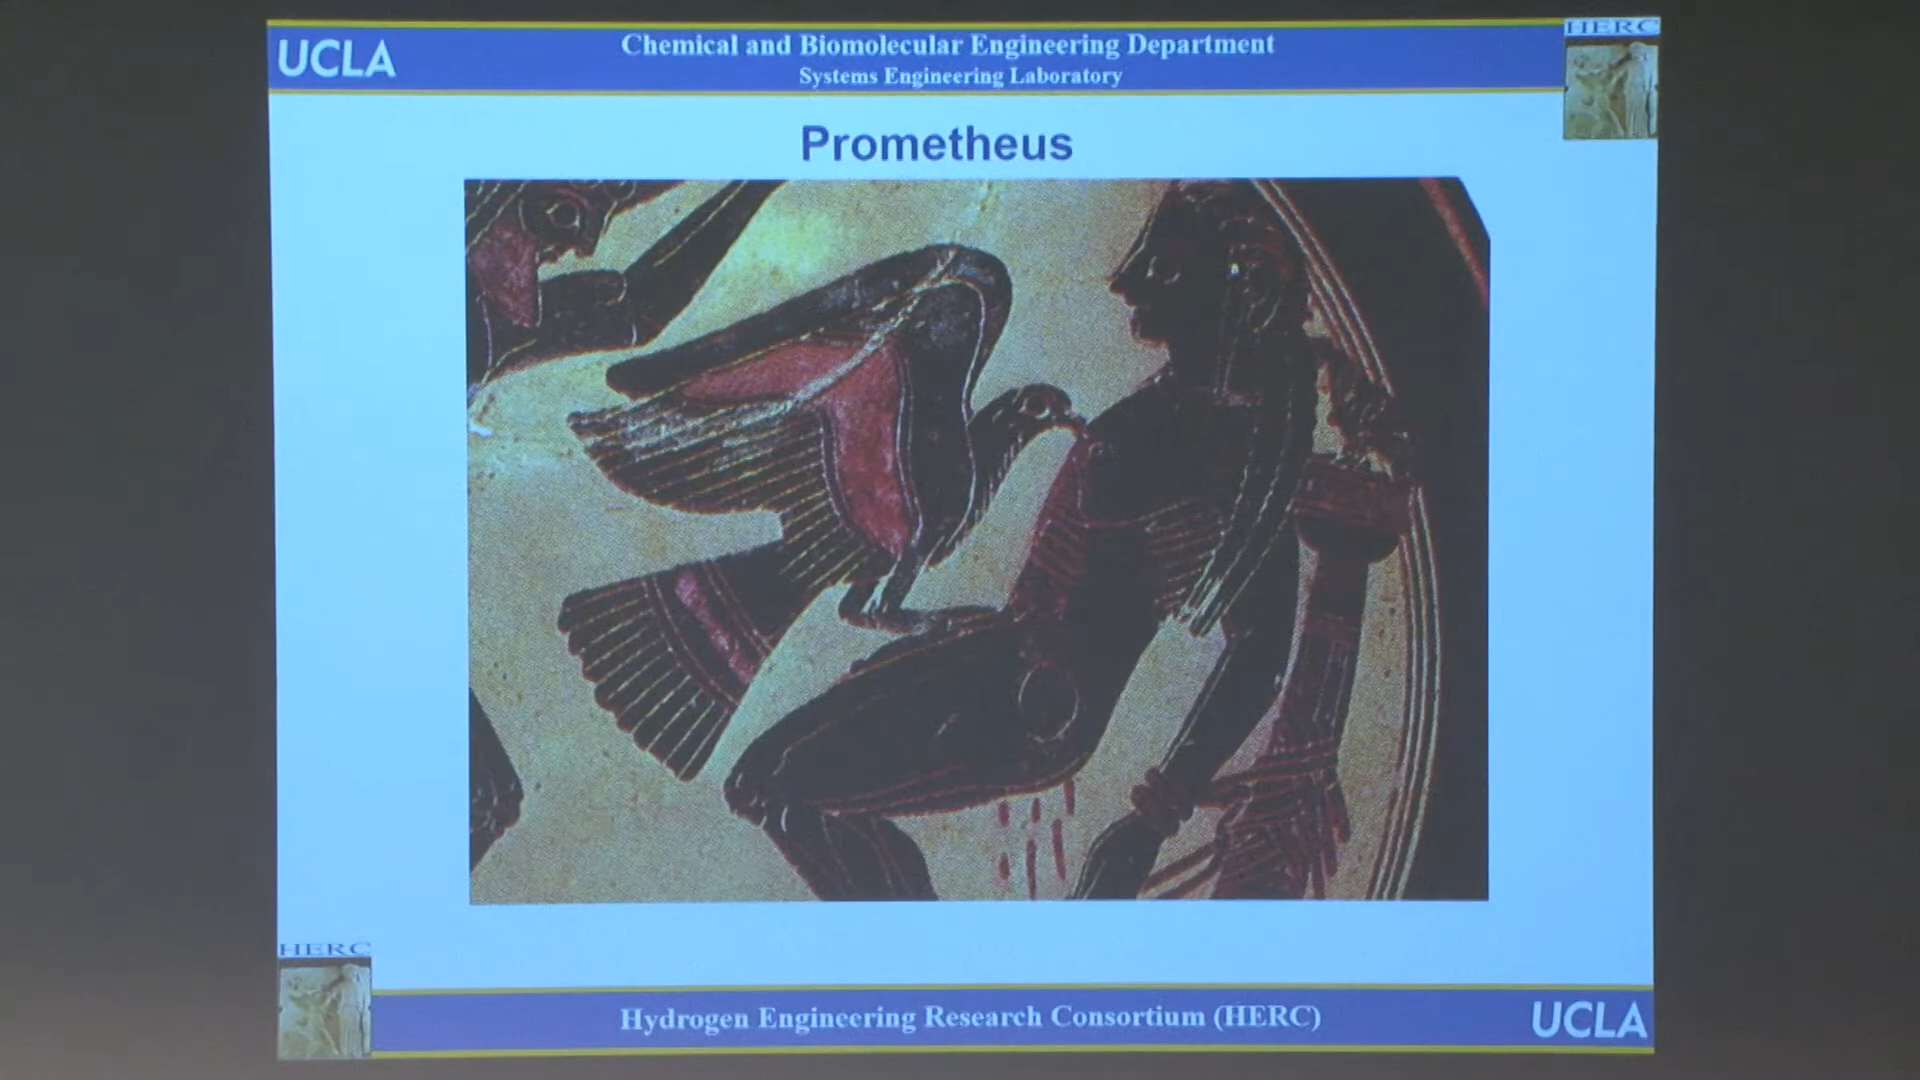 HERC
UCLA
Chemical and Biomolecular Engineering Department
Systems Engineering Laboratory
Prometheus
HERC
Hydrogen Engineering Research Consortium (HERC)
UCLA